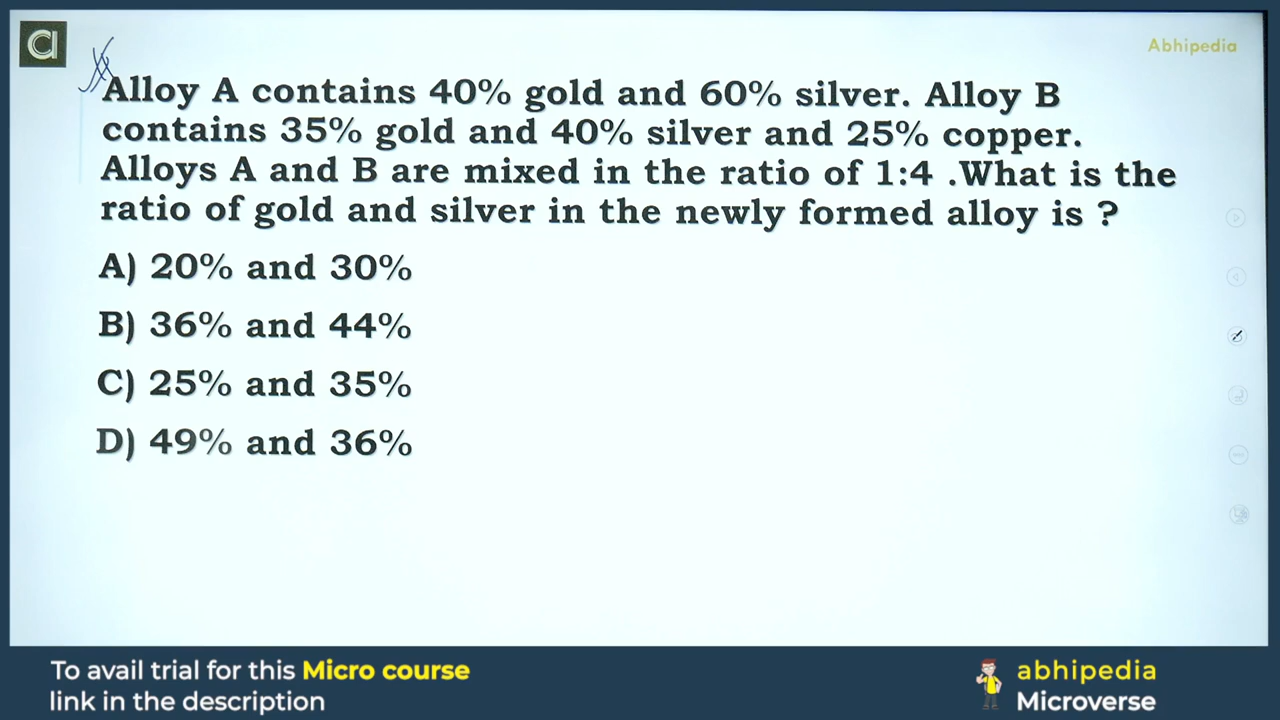 Abhipedia
Alloy A contains 40% gold and 60% silver. Alloy B
contains 35% gold and 40% silver and 25% copper.
Alloys A and B are mixed in the ratio of 1:4 .What is the
ratio of gold and silver in the newly formed alloy is ?
A) 20% and 30%
B) 36% and 44%
C) 25% and 35%
D) 49% and 36%
To avail trial for this Micro course
link in the description
abhipedia
Microverse